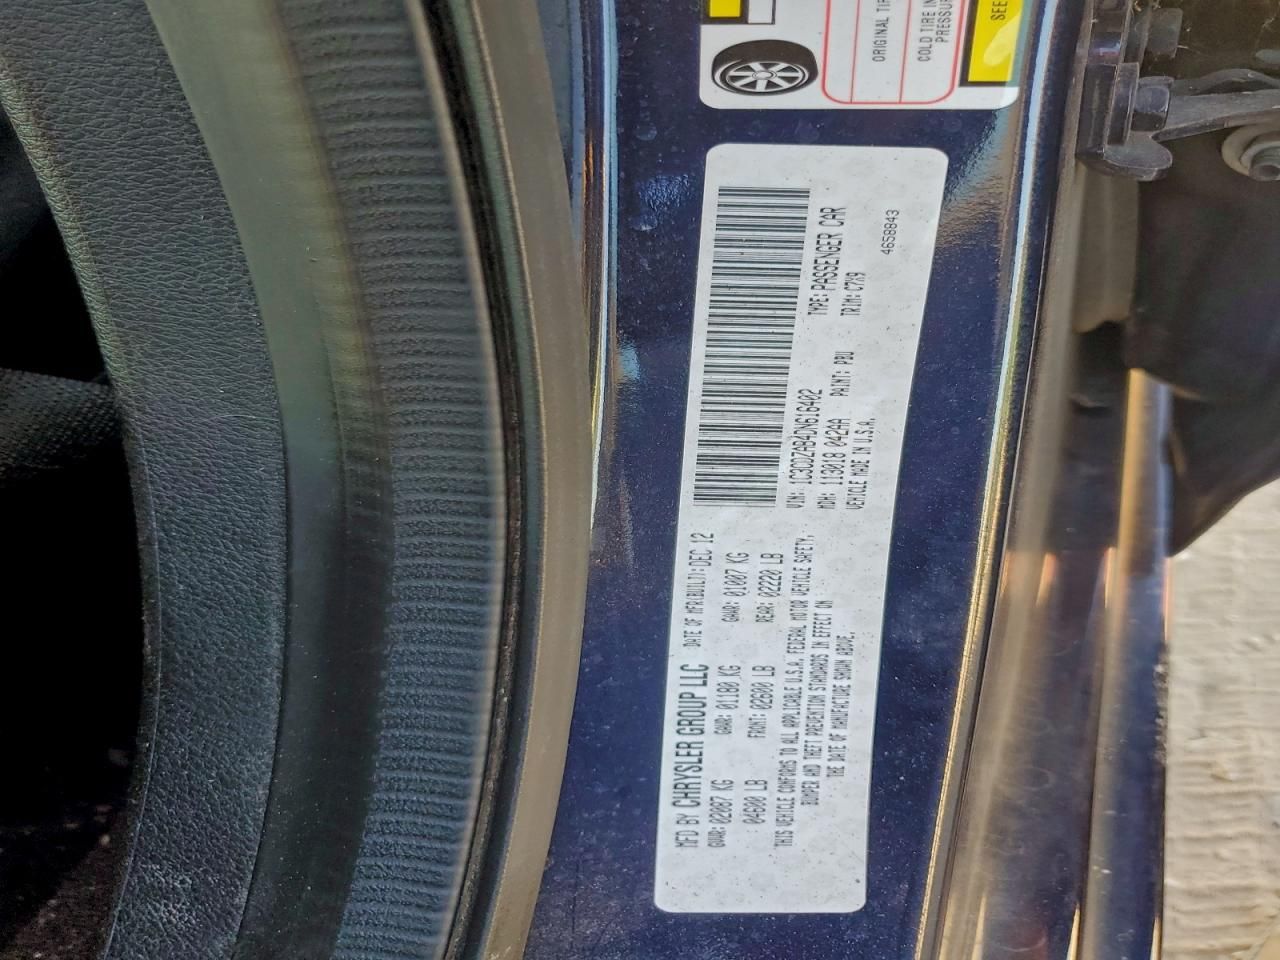 ORIGINAL TIR
COLD TIRE IN
PRESSUR
SEE
MFD BY CHRYSLER GROUP LLC DATE OF MFR(BUILT): DEC 12
GVWR: 02087 KG GAWR: 01180 KG GAWR: 01007 KG
04600 LB FRONT: 02600 LB REAR: 02220 LB
THIS VEHICLE CONFORMS TO ALL APPLICABLE U.S.A. FEDERAL MOTOR VEHICLE SAFETY,
BUMPER AND THEFT PREVENTION STANDARDS IN EFFECT ON
THE DATE OF MANUFACTURE SHOWN ABOVE.
VIN: 1C3CDZAB4DN616402 TYPE: PASSENGER CAR
MDH: 113018 042AA PAINT: PBU TRIM: C7X9
VEHICLE MADE IN U.S.A. 4658843